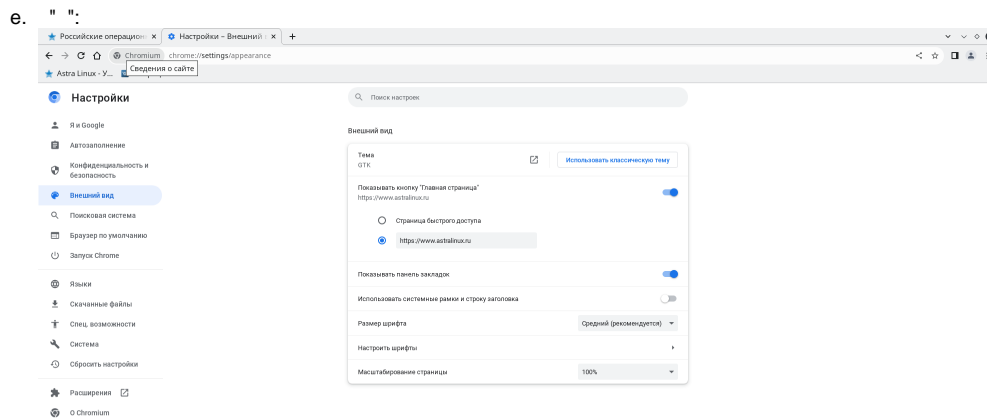 e. " ":
Российские операцион × Настройки – Внешний × +
Chromium chrome://settings/appearance
Сведения о сайте
Astra Linux - У...
Настройки
Поиск настроек
Я и Google
Автозаполнение
Конфиденциальность и
безопасность
Внешний вид
Поисковая система
Браузер по умолчанию
Запуск Chrome
Языки
Скачанные файлы
Спец. возможности
Система
Сбросить настройки
Расширения
О Chromium
Внешний вид
Тема
GTK
Использовать классическую тему
Показывать кнопку "Главная страница"
https://www.astralinux.ru
Страница быстрого доступа
https://www.astralinux.ru
Показывать панель закладок
Использовать системные рамки и строку заголовка
Размер шрифта
Средний (рекомендуется)
Настроить шрифты
Масштабирование страницы
100%